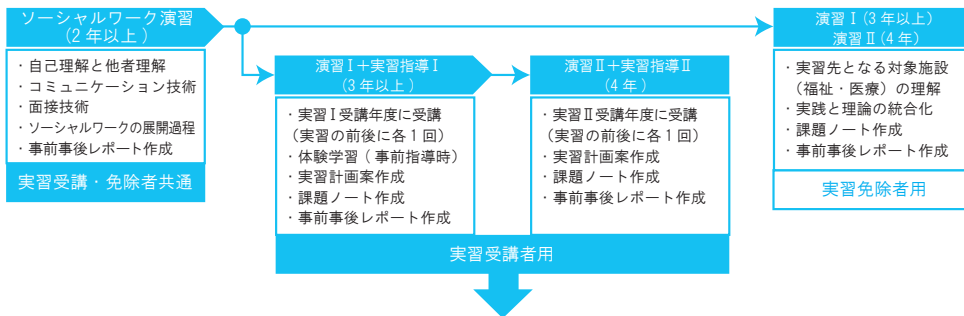 ソーシャルワーク演習
(2年以上)
・自己理解と他者理解
・コミュニケーション技術
・面接技術
・ソーシャルワークの展開過程
・事前事後レポート作成
実習受講・免除者共通
演習Ⅰ+実習指導Ⅰ
(3年以上)
・実習Ⅰ受講年度に受講
(実習の前後に各1回)
・体験学習(事前指導時)
・実習計画案作成
・課題ノート作成
・事前事後レポート作成
演習Ⅱ+実習指導Ⅱ
(4年)
・実習Ⅱ受講年度に受講
(実習の前後に各1回)
・実習計画案作成
・課題ノート作成
・事前事後レポート作成
実習受講者用
演習Ⅰ(3年以上)
演習Ⅱ(4年)
・実習先となる対象施設
(福祉・医療)の理解
・実践と理論の統合化
・課題ノート作成
・事前事後レポート作成
実習免除者用